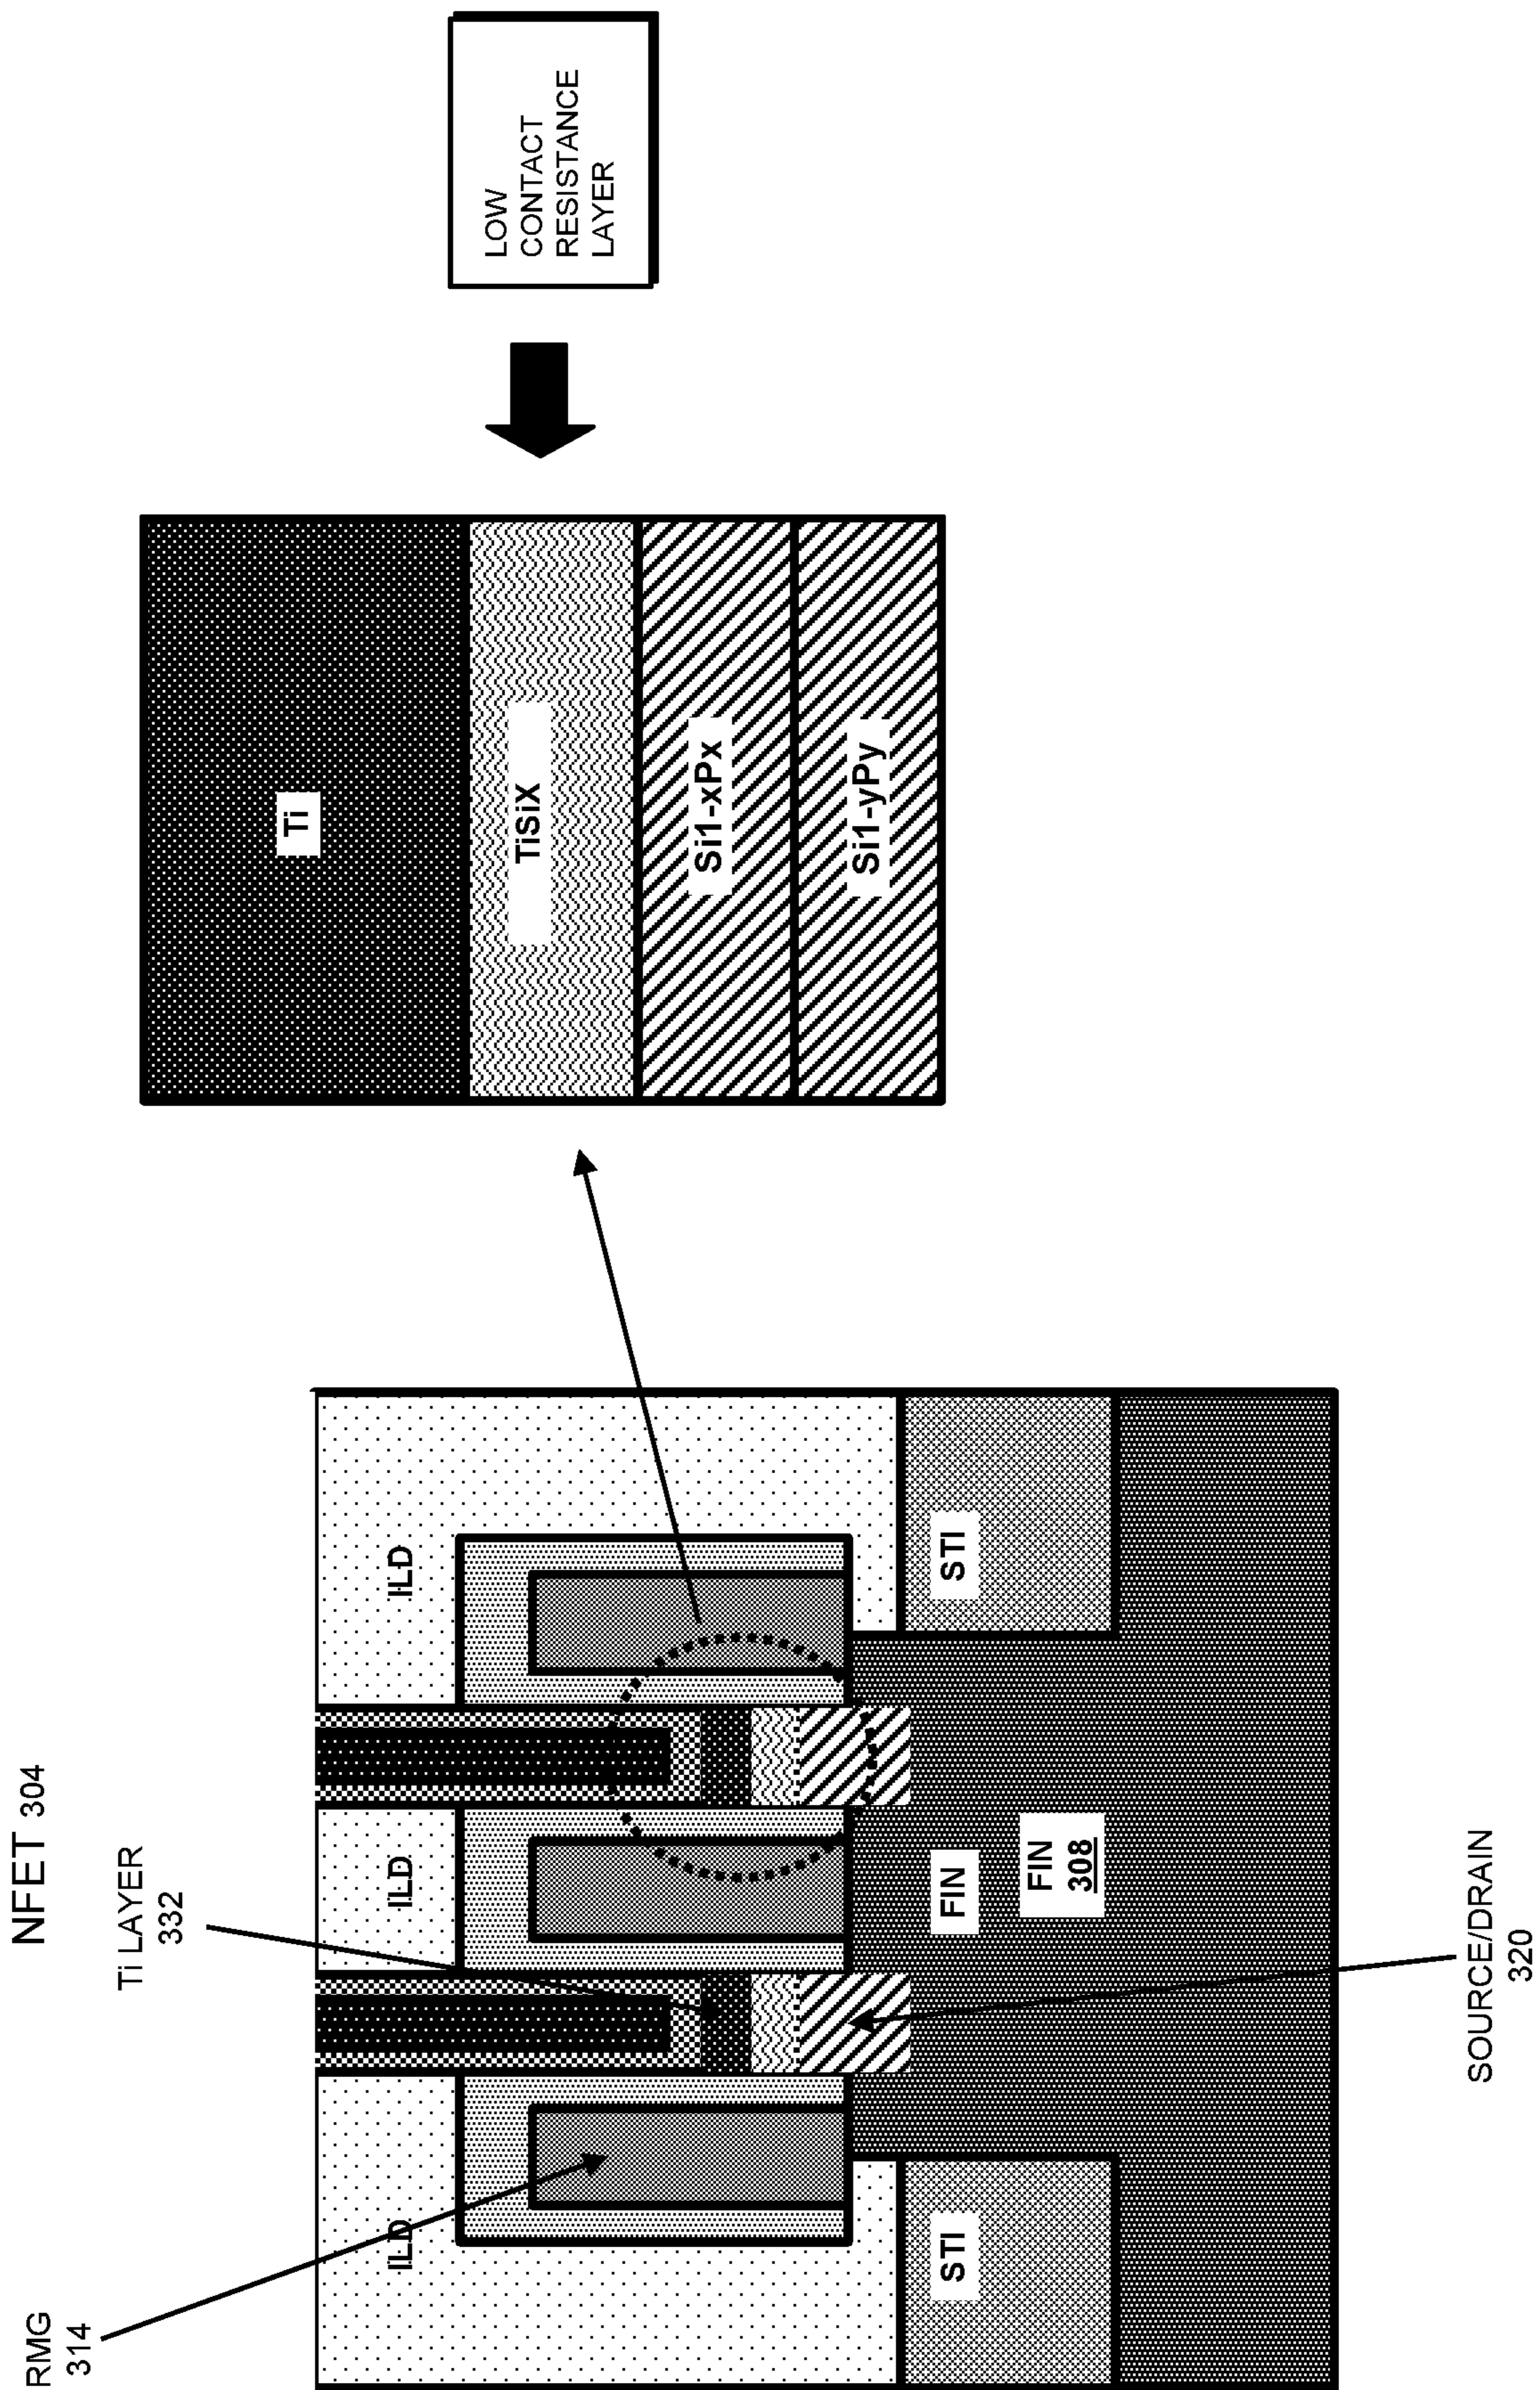 NFET 304
RMG
314
Ti LAYER
332
ILD
ILD
ILD
STI
FIN
STI
FIN
308
SOURCE/DRAIN
320
Ti
TiSiX
Si1-xPx
Si1-yPy
LOW
CONTACT
RESISTANCE
LAYER